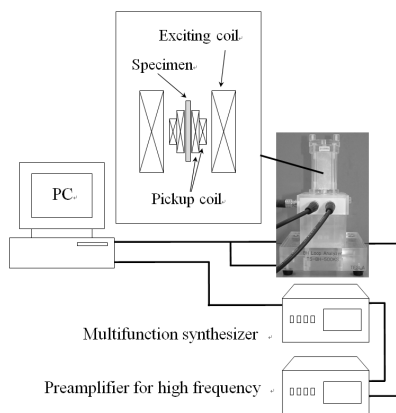 Exciting coil
Specimen
Pickup coil
PC
Multifunction synthesizer
Preamplifier for high frequency